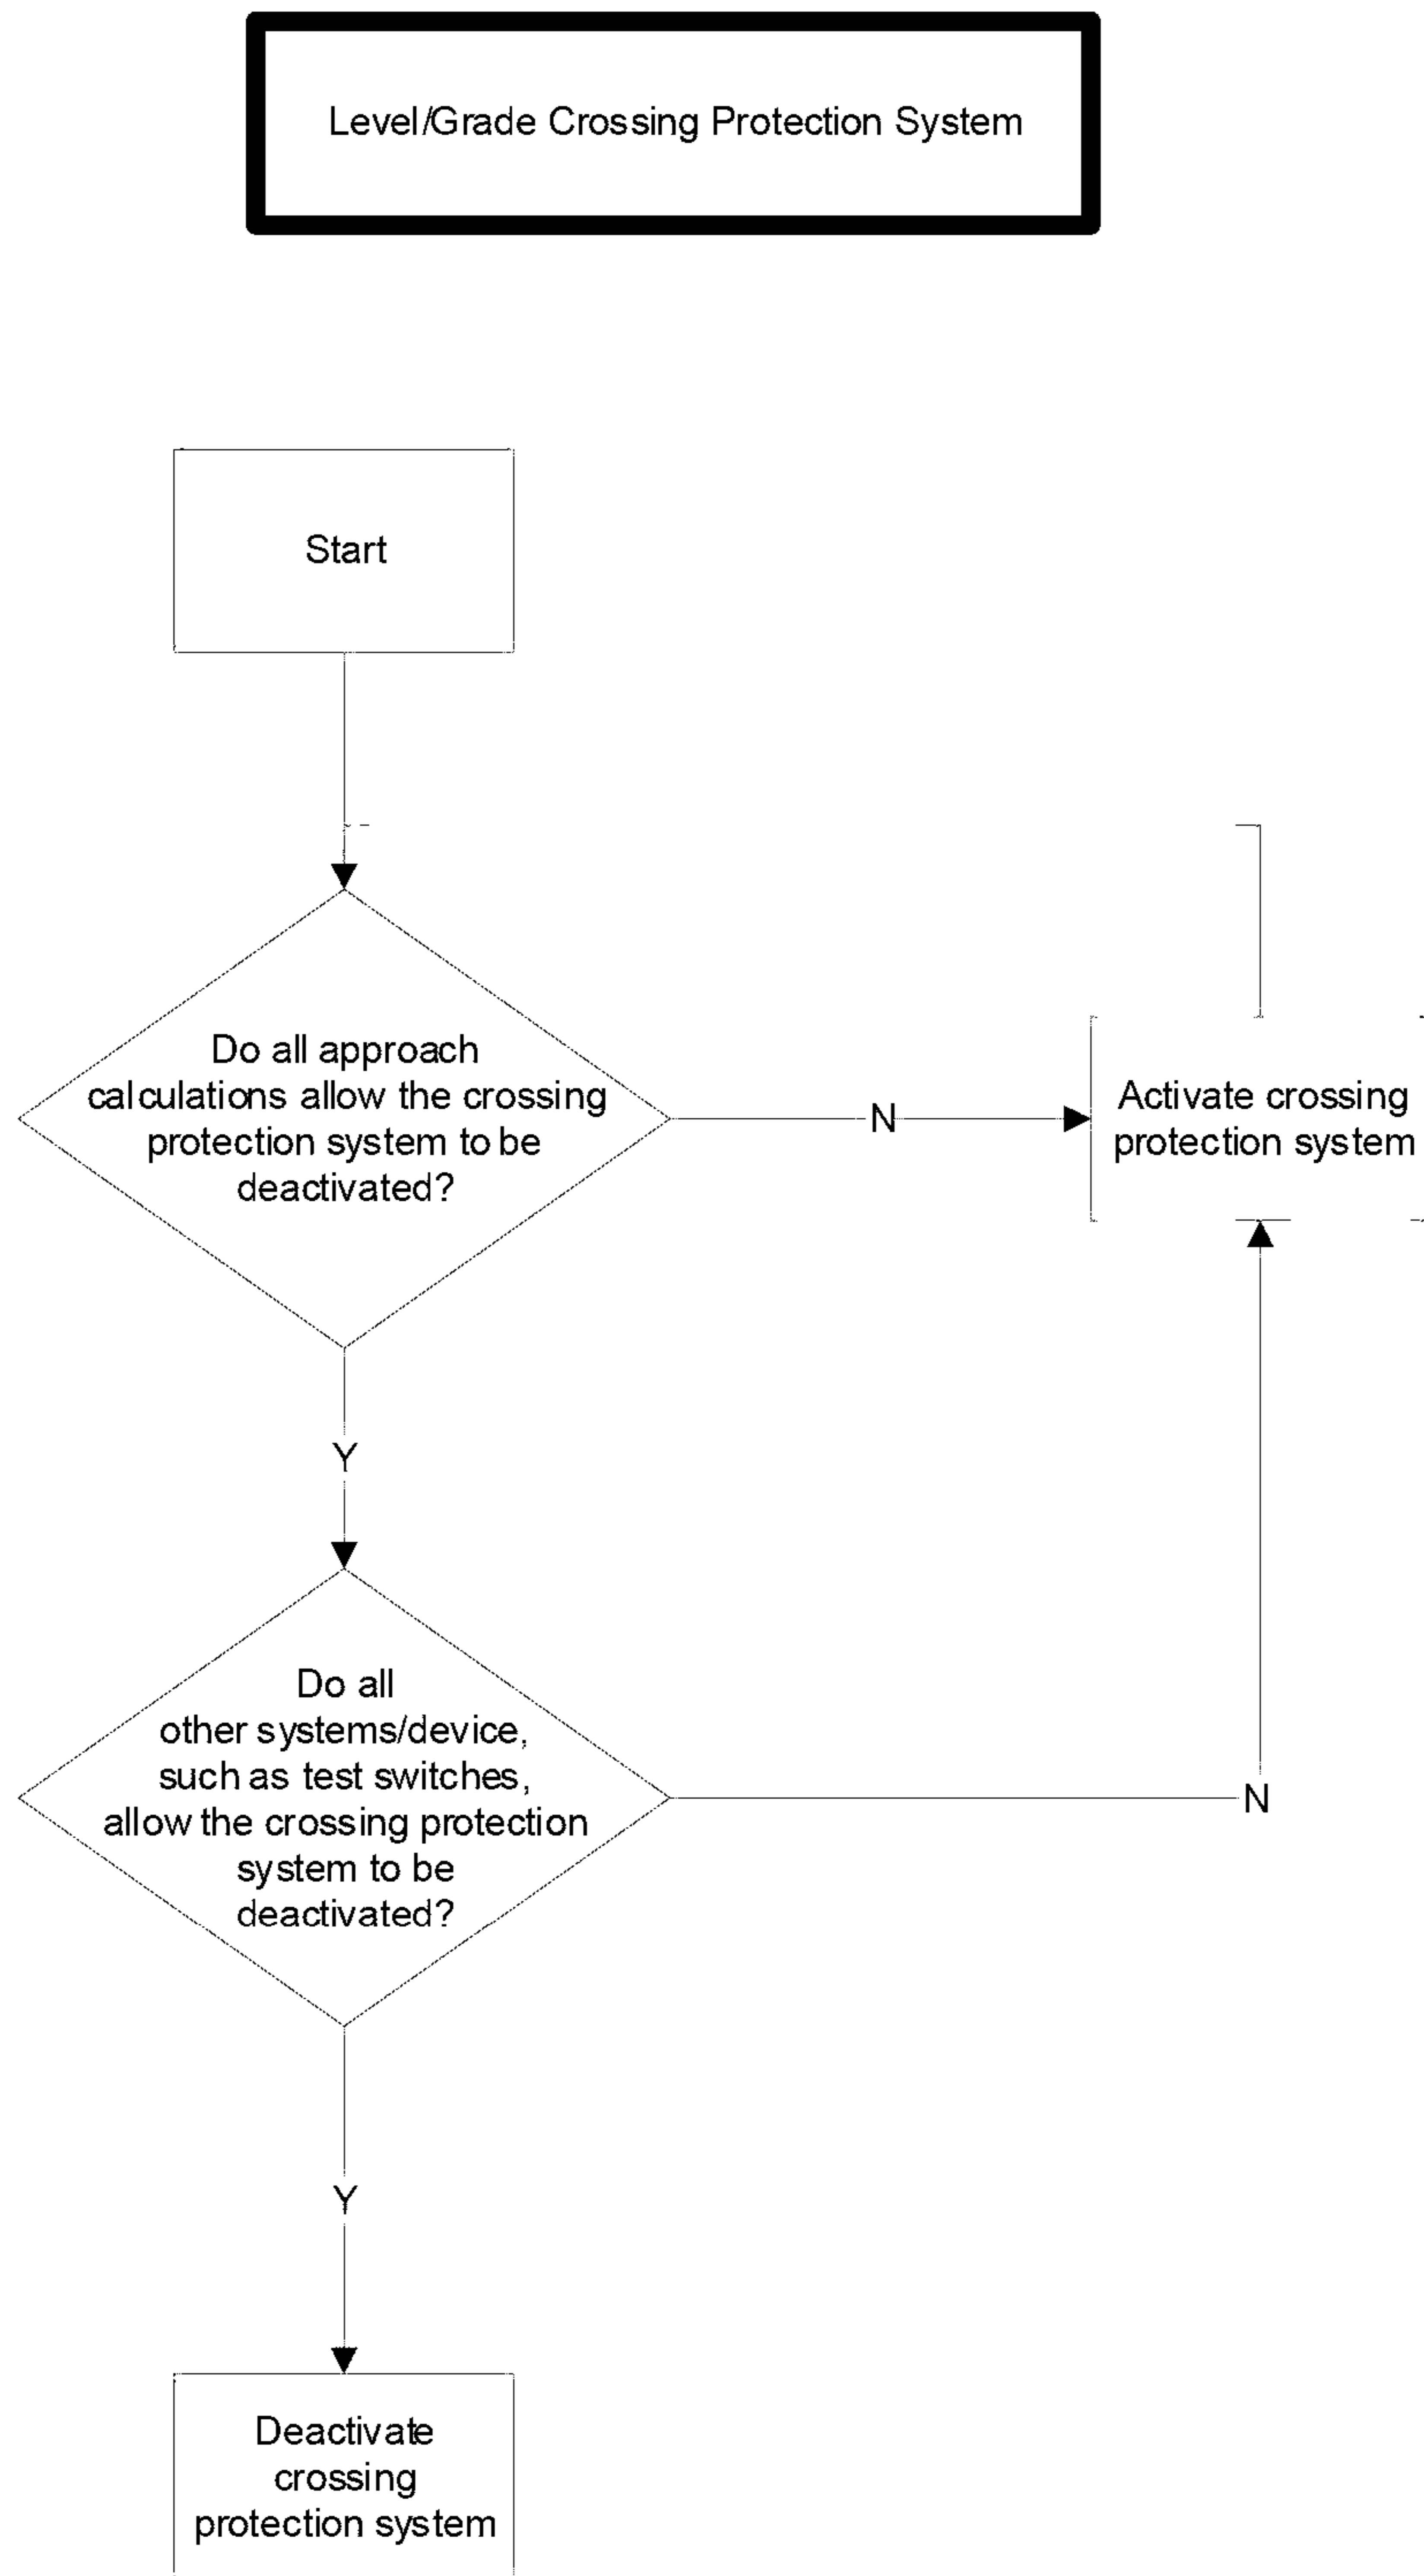 Level/Grade Crossing Protection System
Start
Do all approach
calculations allow the crossing
protection system to be
deactivated?
N
Activate crossing
protection system
Y
Do all
other systems/device,
such as test switches,
allow the crossing protection
system to be
deactivated?
N
Y
Deactivate
crossing
protection system